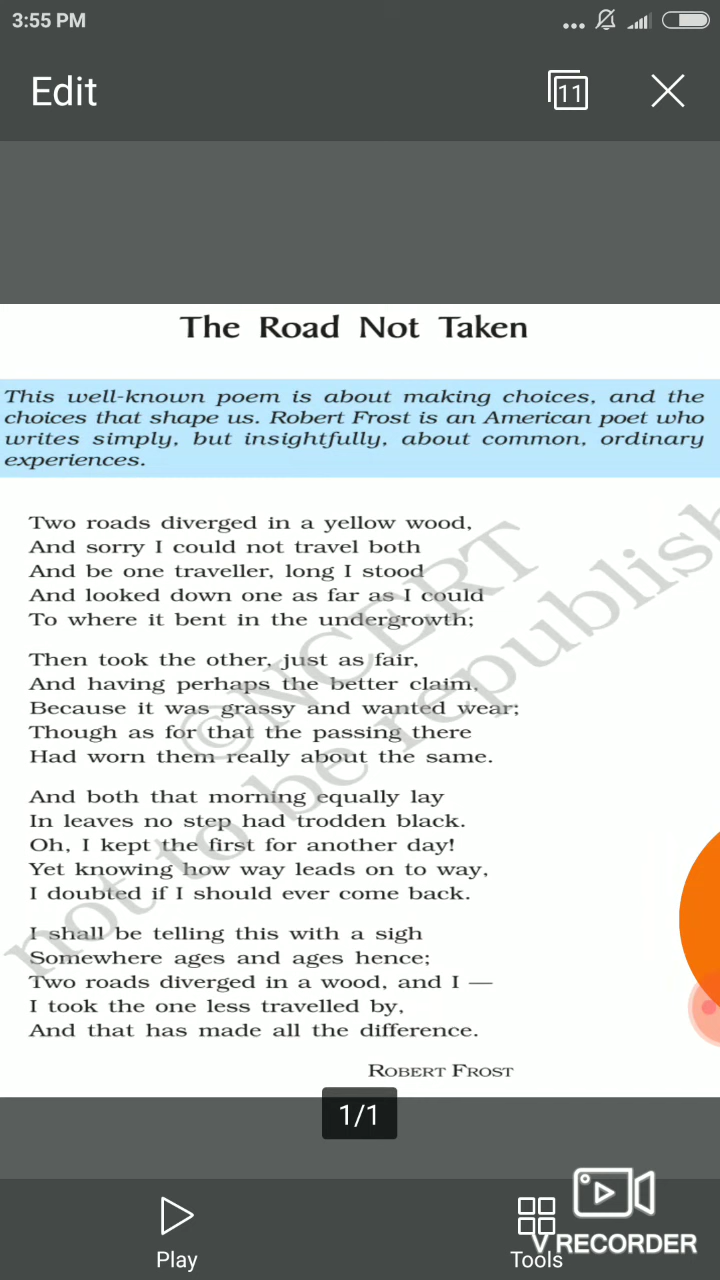 3:55 PM
Edit
11
The Road Not Taken
This well-known poem is about making choices, and the
choices that shape us. Robert Frost is an American poet who
writes simply, but insightfully, about common, ordinary
experiences.
Two roads diverged in a yellow wood,
And sorry I could not travel both
And be one traveller, long I stood
And looked down one as far as I could
To where it bent in the undergrowth;
Then took the other, just as fair,
And having perhaps the better claim,
Because it was grassy and wanted wear;
Though as for that the passing there
Had worn them really about the same.
And both that morning equally lay
In leaves no step had trodden black.
Oh, I kept the first for another day!
Yet knowing how way leads on to way,
I doubted if I should ever come back.
I shall be telling this with a sigh
Somewhere ages and ages hence;
Two roads diverged in a wood, and I —
I took the one less travelled by,
And that has made all the difference.
ROBERT FROST
©NCERT
not to be republish
1/1
Play
Tools
V RECORDER